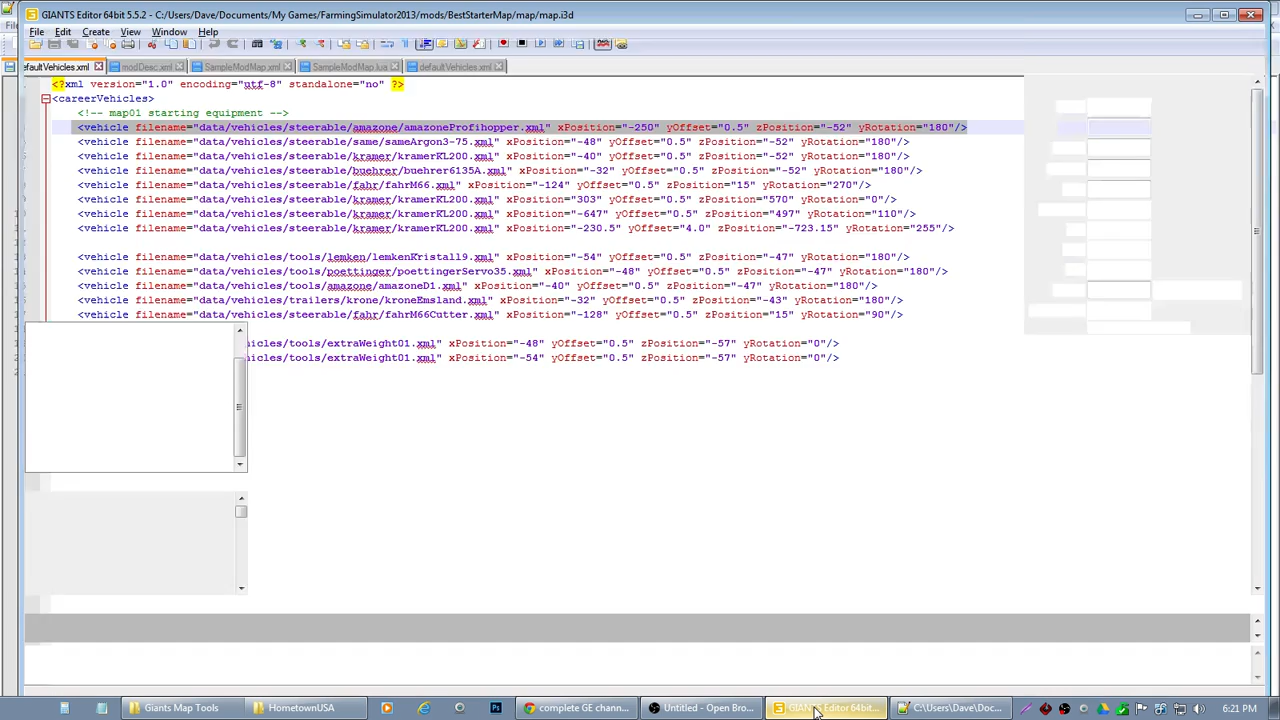 GIANTS Editor 64bit 5.5.2 - C:/Users/Dave/Documents/My Games/FarmingSimulator2013/mods/BestStarterMap/map/map.i3d
File Edit Create View Window Help
efaultVehicles.xml modDesc.xml SampleModMap.xml SampleModMap.lua defaultVehicles.xml
<?xml version="1.0" encoding="utf-8" standalone="no" ?>
<careerVehicles>
<!-- map01 starting equipment -->
<vehicle filename="data/vehicles/steerable/amazone/amazoneProfihopper.xml" xPosition="-250" yOffset="0.5" zPosition="-52" yRotation="180"/>
<vehicle filename="data/vehicles/steerable/same/sameArgon3-75.xml" xPosition="-48" yOffset="0.5" zPosition="-52" yRotation="180"/>
<vehicle filename="data/vehicles/steerable/kramer/kramerKL200.xml" xPosition="-40" yOffset="0.5" zPosition="-52" yRotation="180"/>
<vehicle filename="data/vehicles/steerable/buehrer/buehrer6135A.xml" xPosition="-32" yOffset="0.5" zPosition="-52" yRotation="180"/>
<vehicle filename="data/vehicles/steerable/fahr/fahrM66.xml" xPosition="-124" yOffset="0.5" zPosition="15" yRotation="270"/>
<vehicle filename="data/vehicles/steerable/kramer/kramerKL200.xml" xPosition="303" yOffset="0.5" zPosition="570" yRotation="0"/>
<vehicle filename="data/vehicles/steerable/kramer/kramerKL200.xml" xPosition="-647" yOffset="0.5" zPosition="497" yRotation="110"/>
<vehicle filename="data/vehicles/steerable/kramer/kramerKL200.xml" xPosition="-230.5" yOffset="4.0" zPosition="-723.15" yRotation="255"/>
<vehicle filename="data/vehicles/tools/lemken/lemkenKristall9.xml" xPosition="-54" yOffset="0.5" zPosition="-47" yRotation="180"/>
<vehicle filename="data/vehicles/tools/poettinger/poettingerServo35.xml" xPosition="-48" yOffset="0.5" zPosition="-47" yRotation="180"/>
<vehicle filename="data/vehicles/tools/amazone/amazoneD1.xml" xPosition="-40" yOffset="0.5" zPosition="-47" yRotation="180"/>
<vehicle filename="data/vehicles/trailers/krone/kroneEmsland.xml" xPosition="-32" yOffset="0.5" zPosition="-43" yRotation="180"/>
<vehicle filename="data/vehicles/steerable/fahr/fahrM66Cutter.xml" xPosition="-128" yOffset="0.5" zPosition="15" yRotation="90"/>
hicles/tools/extraWeight01.xml" xPosition="-48" yOffset="0.5" zPosition="-57" yRotation="0"/>
hicles/tools/extraWeight01.xml" xPosition="-54" yOffset="0.5" zPosition="-57" yRotation="0"/>
Giants Map Tools HometownUSA complete GE chann... Untitled - Open Bro... GIANTS Editor 64bit... C:\Users\Dave\Doc... 6:21 PM